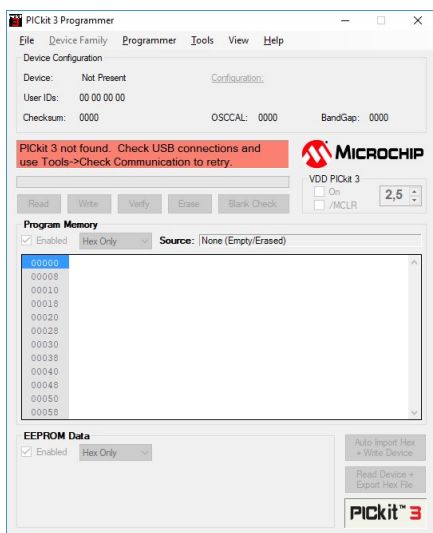 PICkit 3 Programmer
File Device Family Programmer Tools View Help
Device Configuration
Device: Not Present Configuration:
User IDs: 00 00 00 00
Checksum: 0000 OSCCAL: 0000 BandGap: 0000
PICkit 3 not found. Check USB connections and
use Tools->Check Communication to retry.
MICROCHIP
VDD PICkit 3
On
/MCLR
2,5
Read Write Verify Erase Blank Check
Program Memory
Enabled Hex Only Source: None (Empty/Erased)
00000
00008
00010
00018
00020
00028
00030
00038
00040
00048
00050
00058
EEPROM Data
Enabled Hex Only
Auto Import Hex
+ Write Device
Read Device +
Export Hex File
PICkit™ 3